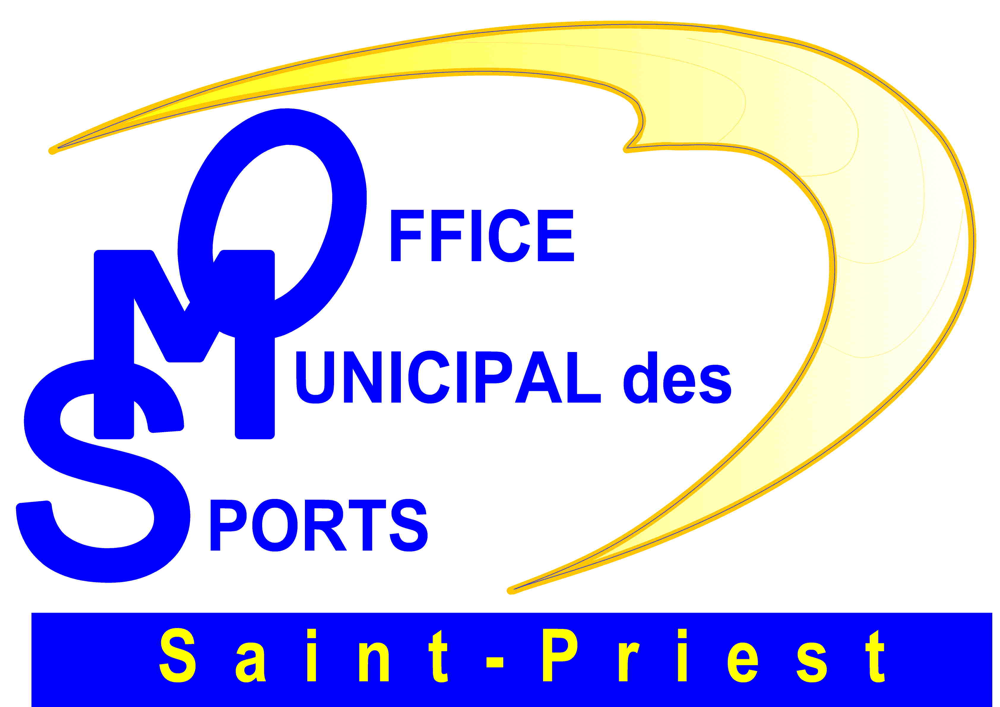 OFFICE
MUNICIPAL des
SPORTS
Saint-Priest